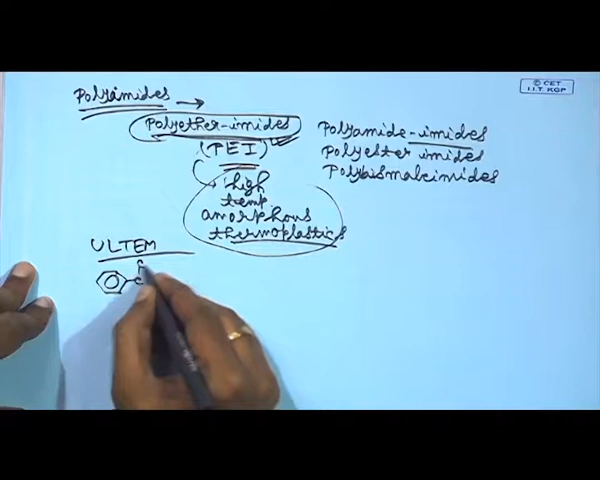 © CET
I.I.T. KGP
Polyimides →
Polyether-imides
(PEI)
high
temp
amorphous
thermoplastics
Polyamide-imides
Polyester imides
Polybismaleimides
ULTEM
C